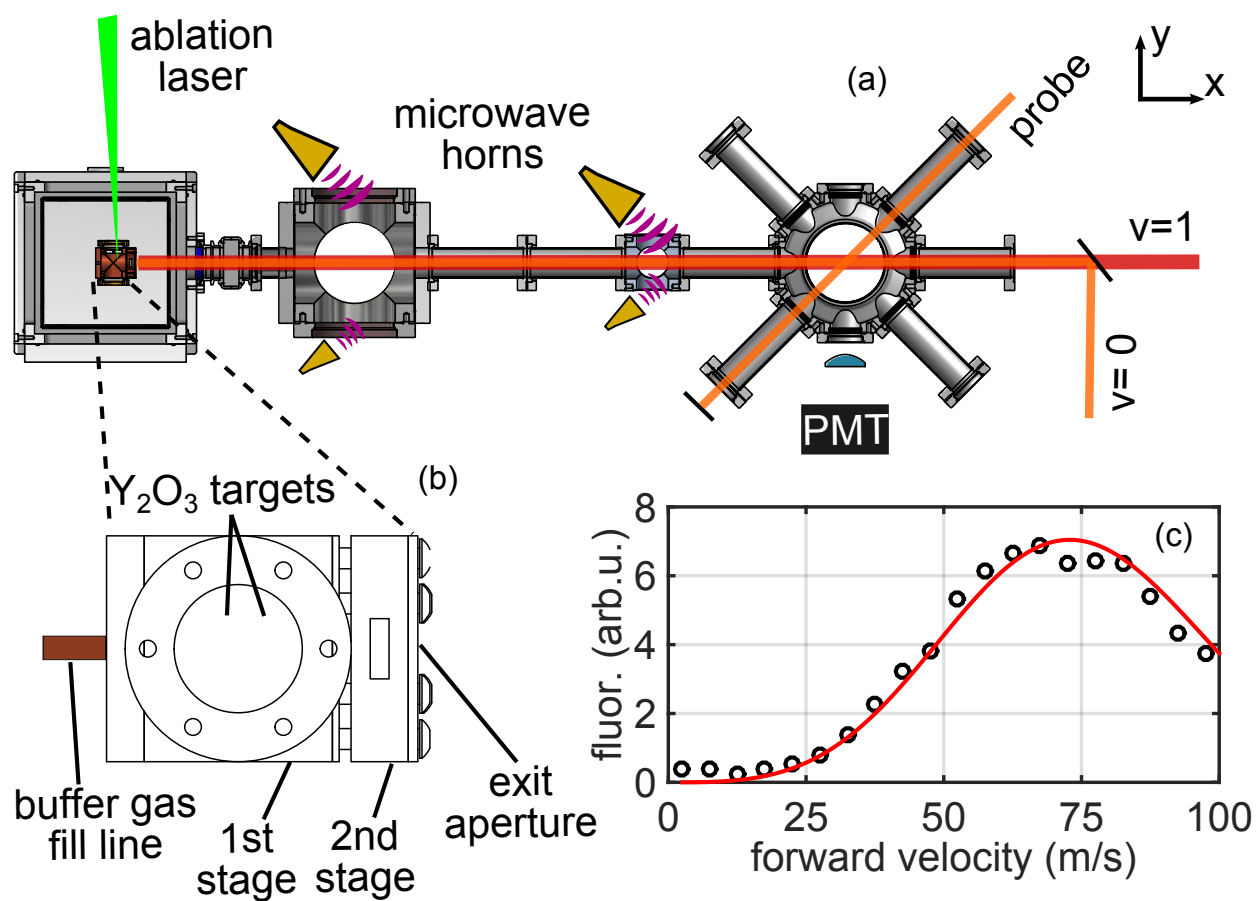 ablation
laser
microwave
horns
(a)
probe
y
x
v=1
v= 0
PMT
Y₂O₃ targets
(b)
buffer gas
fill line
1st
stage
2nd
stage
exit
aperture
(c)
fluor. (arb.u.)
8
6
4
2
0
0
25
50
75
100
forward velocity (m/s)